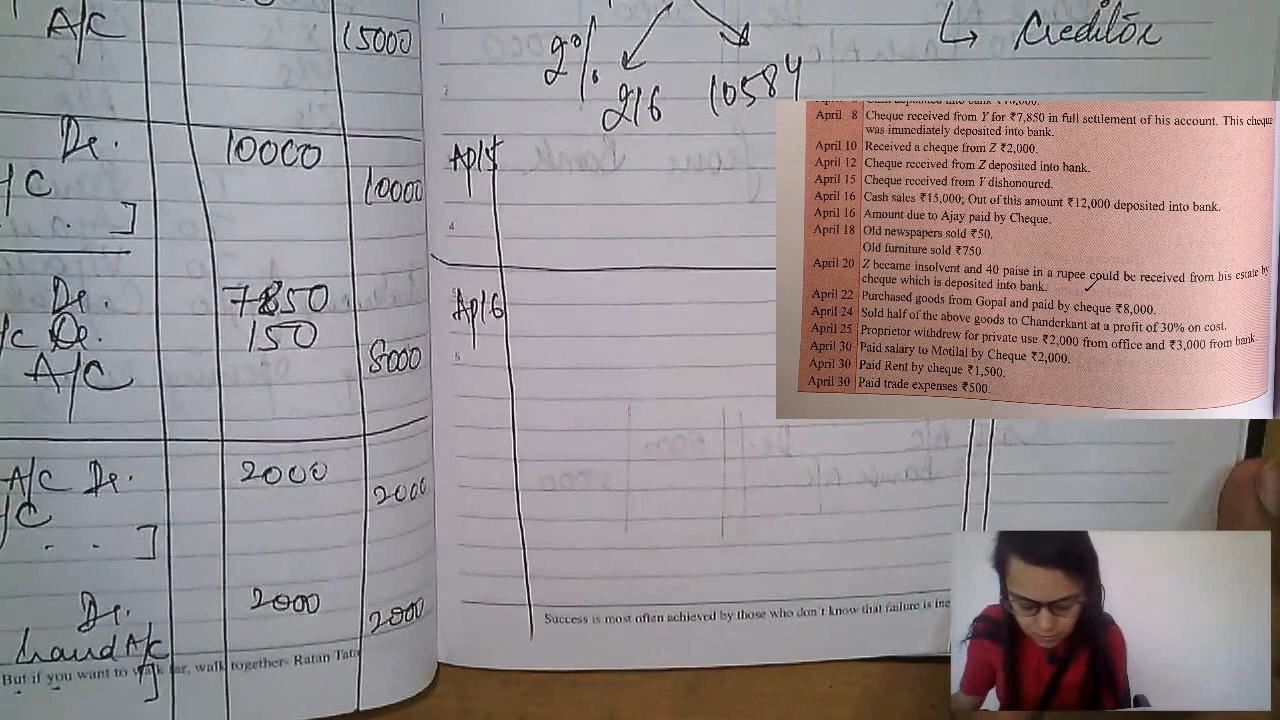 A/C
15000
Dr.
10000
/C
10000
. . ]
Dr.
7850
/C Dr.
150
A/C
8000
A/C Dr.
2000
/C
2000
. . ]
Dr.
2000
hand A/C
2000
]
But if you want to walk far, walk together- Ratan Tata
2%
216
10584
↳ Creditor
Ap15
Ap16
Success is most often achieved by those who don't know that failure is ine
April 8 Cheque received from Y for ₹7,850 in full settlement of his account. This cheque
was immediately deposited into bank.
April 10 Received a cheque from Z ₹2,000.
April 12 Cheque received from Z deposited into bank.
April 15 Cheque received from Y dishonoured.
April 16 Cash sales ₹15,000; Out of this amount ₹12,000 deposited into bank.
April 16 Amount due to Ajay paid by Cheque.
April 18 Old newspapers sold ₹50.
Old furniture sold ₹750
April 20 Z became insolvent and 40 paise in a rupee could be received from his estate by
cheque which is deposited into bank.
April 22 Purchased goods from Gopal and paid by cheque ₹8,000.
April 24 Sold half of the above goods to Chanderkant at a profit of 30% on cost.
April 25 Proprietor withdrew for private use ₹2,000 from office and ₹3,000 from bank
April 30 Paid salary to Motilal by Cheque ₹2,000.
April 30 Paid Rent by cheque ₹1,500.
April 30 Paid trade expenses ₹500.